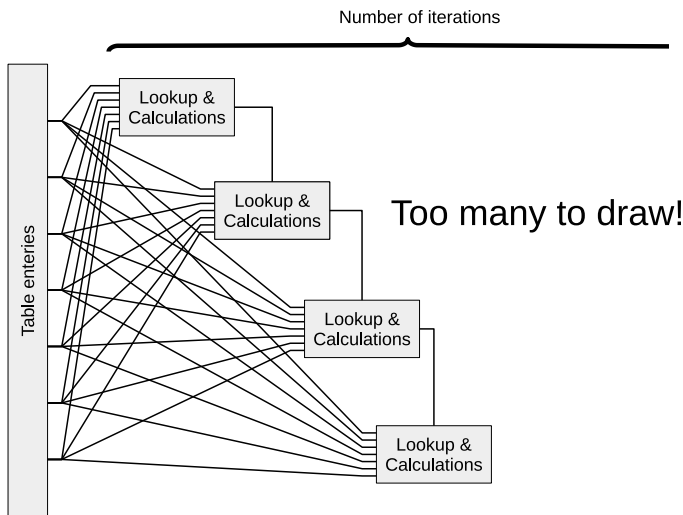 Number of iterations
Lookup &
Calculations
Lookup &
Calculations
Too many to draw!
Table enteries
Lookup &
Calculations
Lookup &
Calculations